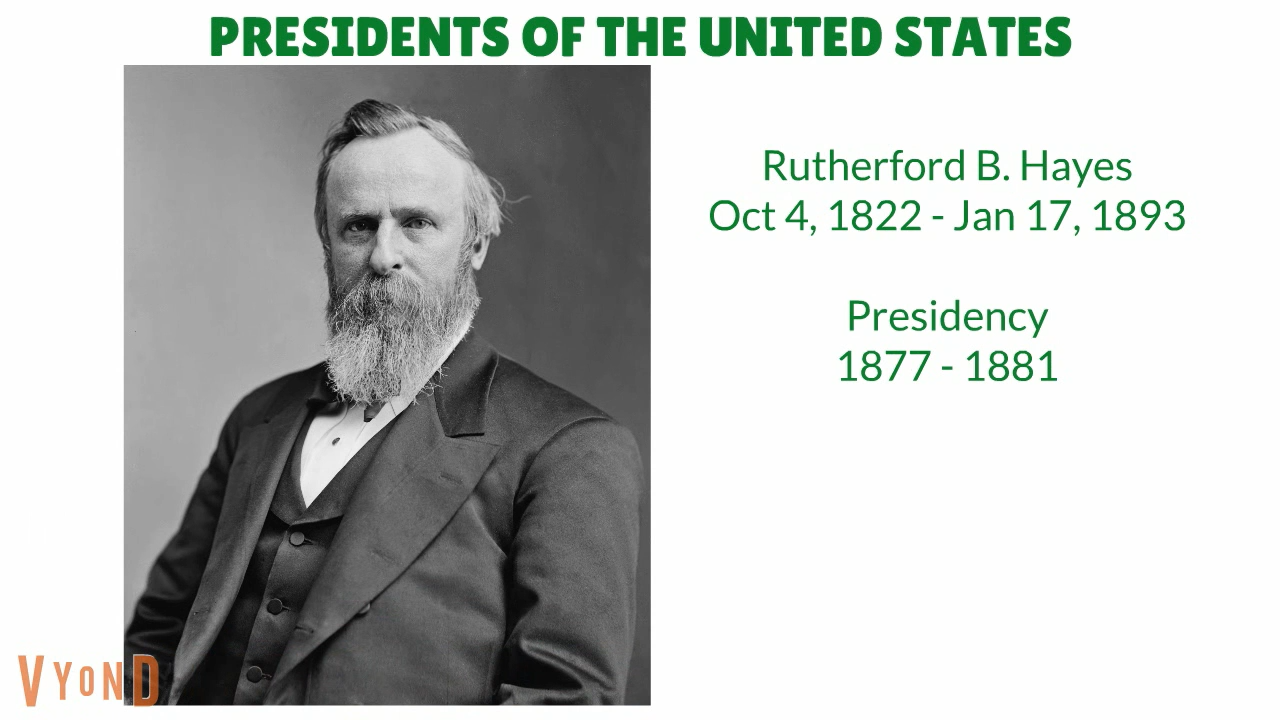 PRESIDENTS OF THE UNITED STATES
Rutherford B. Hayes
Oct 4, 1822 - Jan 17, 1893
Presidency
1877 - 1881
VYOND